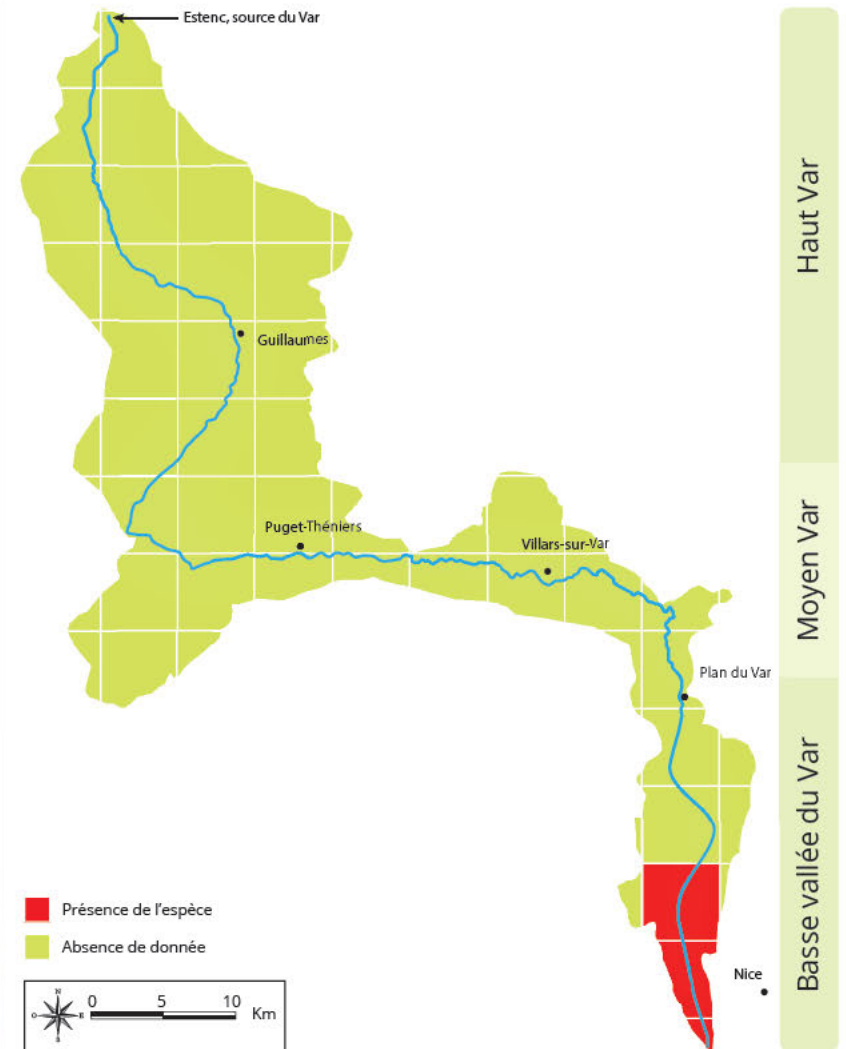 Estenc, source du Var
Haut Var
Guillaumes
Puget-Théniers
Villars-sur-Var
Moyen Var
Plan du Var
Basse vallée du Var
Présence de l'espèce
Absence de donnée
Nice
N
O
E
S
0 5 10 Km